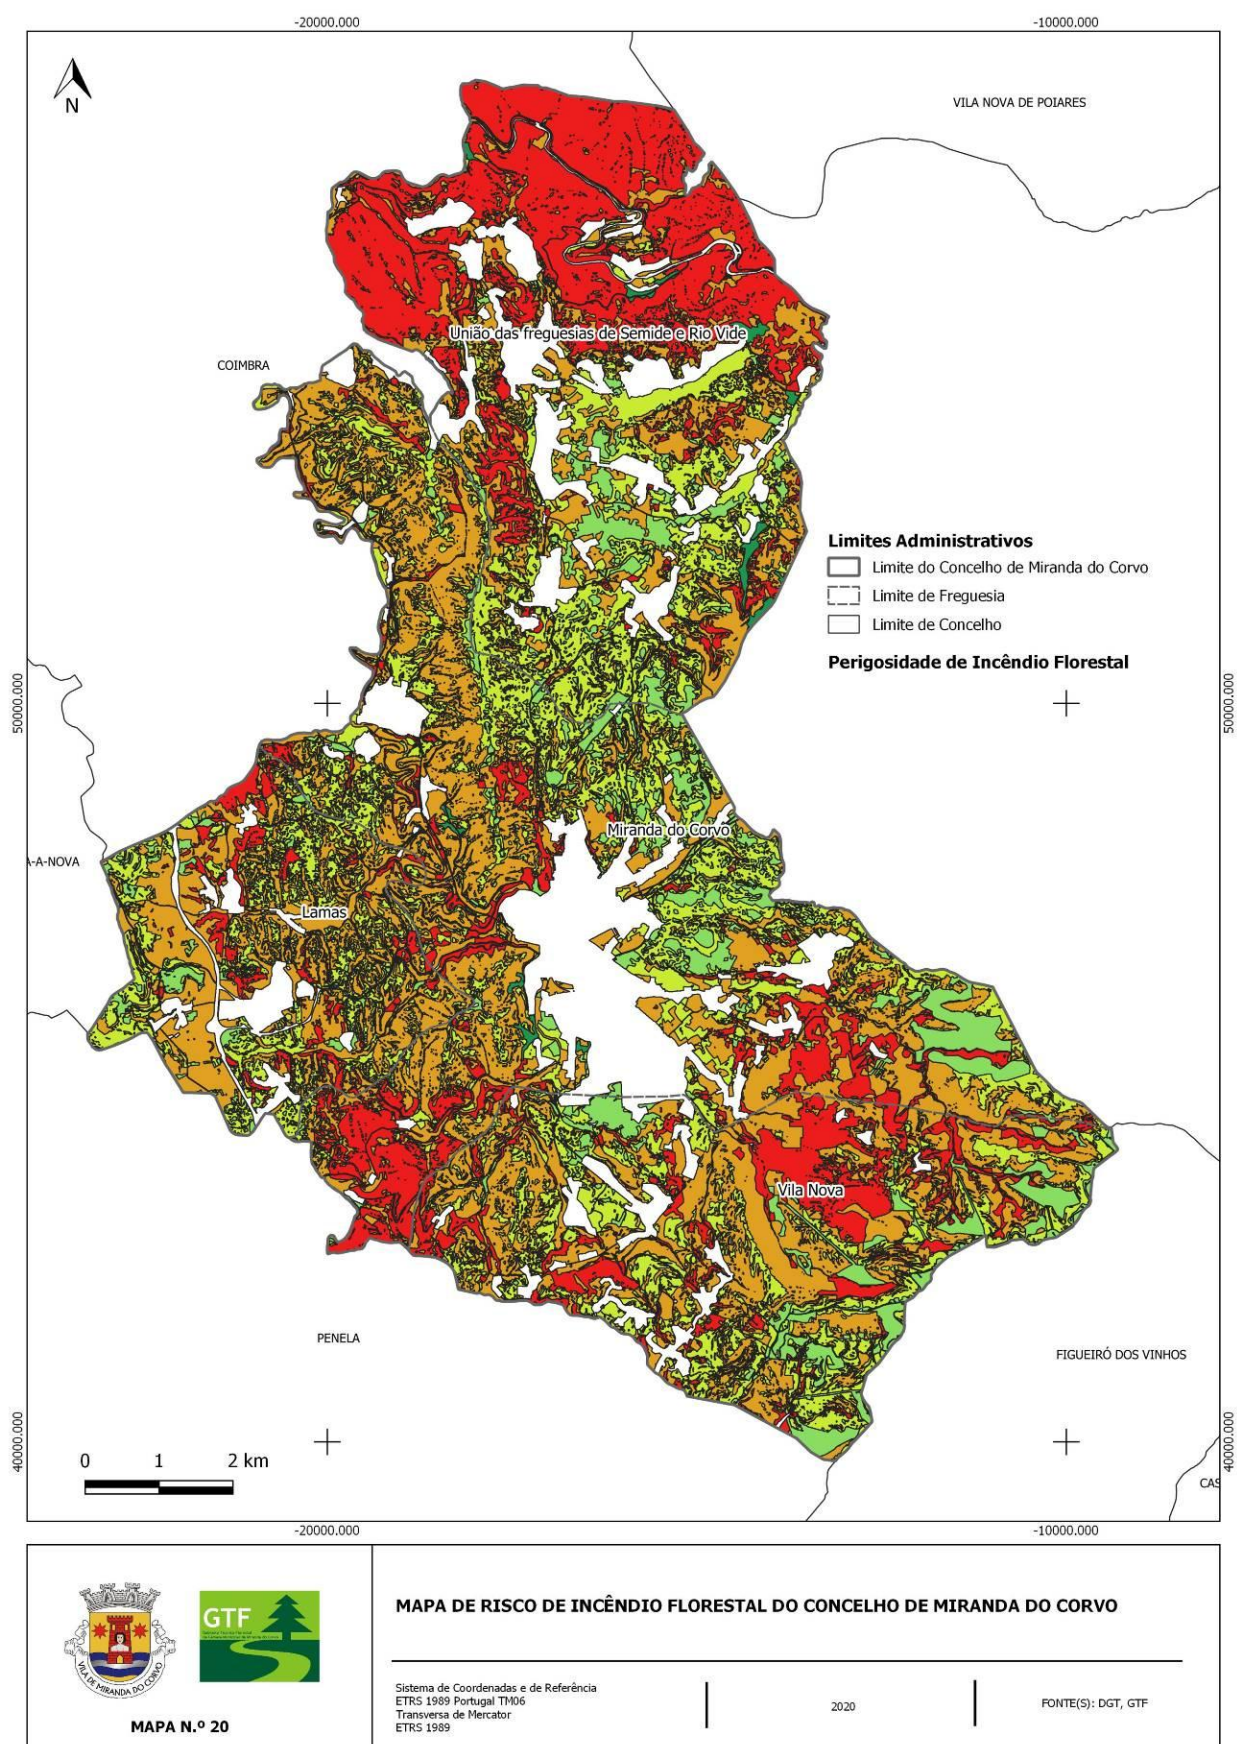 -20000.000
-10000.000
N
VILA NOVA DE POIARES
União das freguesias de Semide e Rio Vide
COIMBRA
Limites Administrativos
Limite do Concelho de Miranda do Corvo
Limite de Freguesia
Limite de Concelho
Perigosidade de Incêndio Florestal
50000.000
50000.000
Miranda do Corvo
A-A-NOVA
Lamas
Vila Nova
PENELA
FIGUEIRÓ DOS VINHOS
40000.000
40000.000
0 1 2 km
CAS
-20000.000
-10000.000
GTF
VILA DE MIRANDA DO CORVO
MAPA N.º 20
MAPA DE RISCO DE INCÊNDIO FLORESTAL DO CONCELHO DE MIRANDA DO CORVO
Sistema de Coordenadas e de Referência
ETRS 1989 Portugal TM06
Transversa de Mercator
ETRS 1989
2020
FONTE(S): DGT, GTF